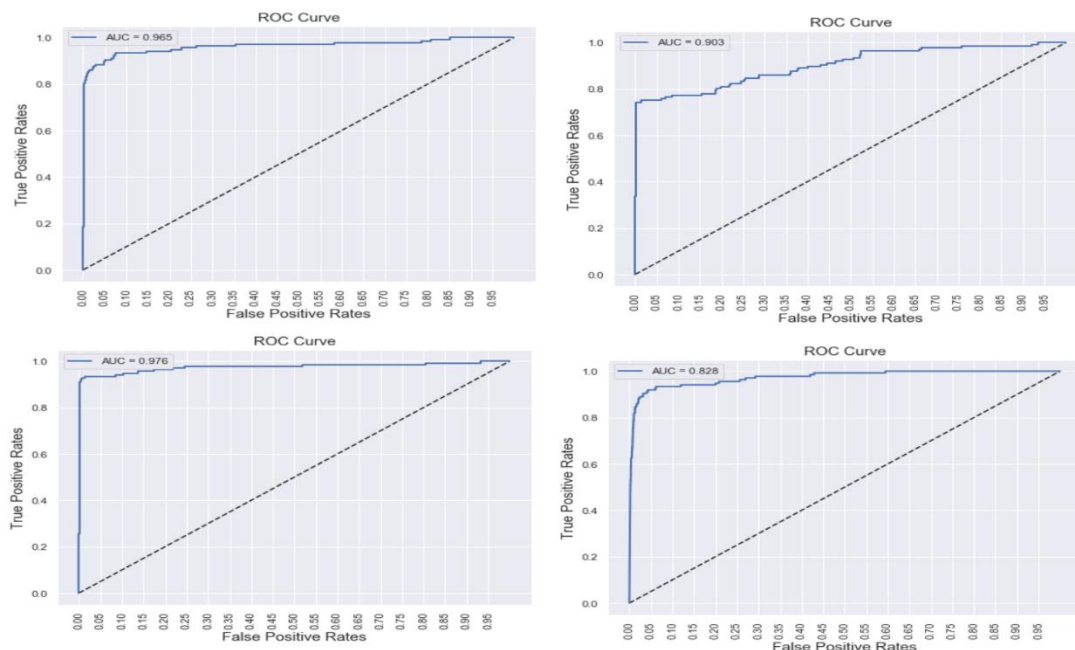 ROC Curve
AUC = 0.965
True Positive Rates
1.0
0.8
0.6
0.4
0.2
0.0
0.00 0.05 0.10 0.15 0.20 0.25 0.30 0.35 0.40 0.45 0.50 0.55 0.60 0.65 0.70 0.75 0.80 0.85 0.90 0.95
False Positive Rates
ROC Curve
AUC = 0.903
True Positive Rates
1.0
0.8
0.6
0.4
0.2
0.0
0.00 0.05 0.10 0.15 0.20 0.25 0.30 0.35 0.40 0.45 0.50 0.55 0.60 0.65 0.70 0.75 0.80 0.85 0.90 0.95
False Positive Rates
ROC Curve
AUC = 0.976
True Positive Rates
1.0
0.8
0.6
0.4
0.2
0.0
0.00 0.05 0.10 0.15 0.20 0.25 0.30 0.35 0.40 0.45 0.50 0.55 0.60 0.65 0.70 0.75 0.80 0.85 0.90 0.95
False Positive Rates
ROC Curve
AUC = 0.828
True Positive Rates
1.0
0.8
0.6
0.4
0.2
0.0
0.00 0.05 0.10 0.15 0.20 0.25 0.30 0.35 0.40 0.45 0.50 0.55 0.60 0.65 0.70 0.75 0.80 0.85 0.90 0.95
False Positive Rates